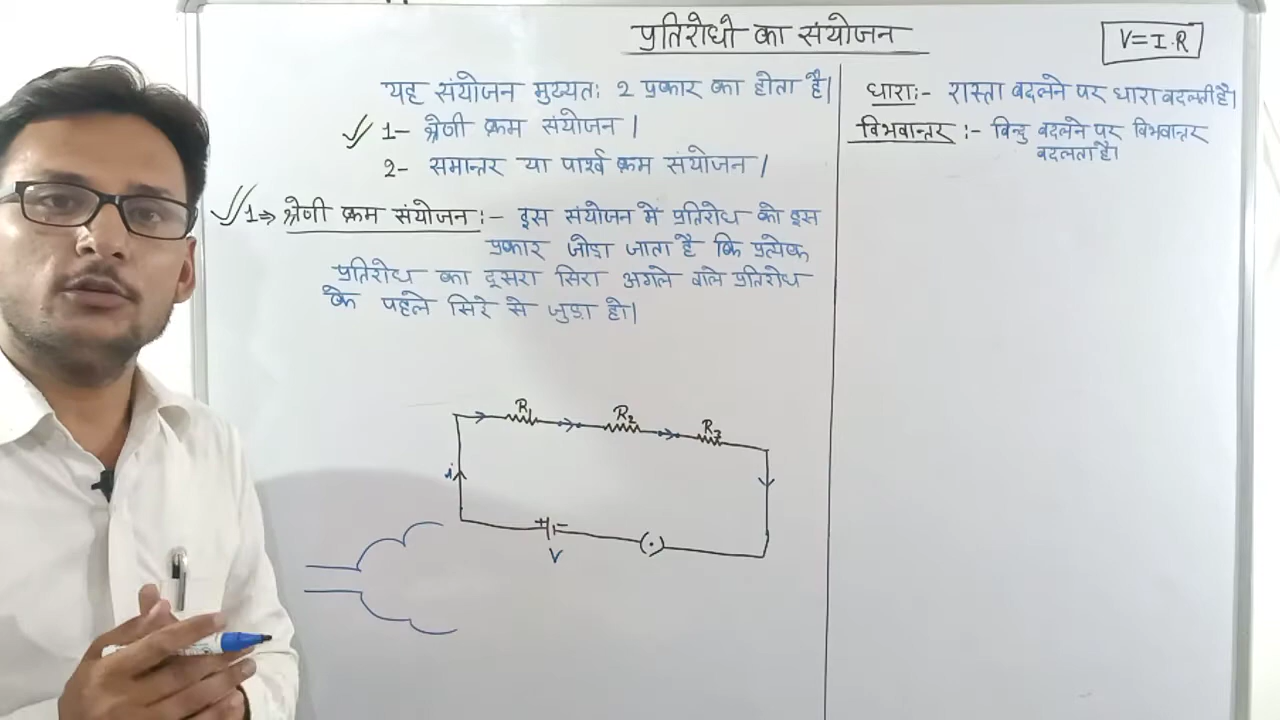 प्रतिरोधो का संयोजन
V=I.R
यह संयोजन मुख्यतः 2 प्रकार का होता है।
1- श्रेणी क्रम संयोजन।
2- समान्तर या पार्श्व क्रम संयोजन।
1⇒ श्रेणी क्रम संयोजन :- इस संयोजन में प्रतिरोध को इस
प्रकार जोड़ा जाता है कि प्रत्येक
प्रतिरोध का दूसरा सिरा अगले वाले प्रतिरोध
के पहले सिरे से जुड़ा हो।
R1 R2 R3
i
+ -
V
धारा:- रास्ता बदलने पर धारा बदलती है।
विभवान्तर :- बिन्दु बदलने पर विभवान्तर
बदलता है।